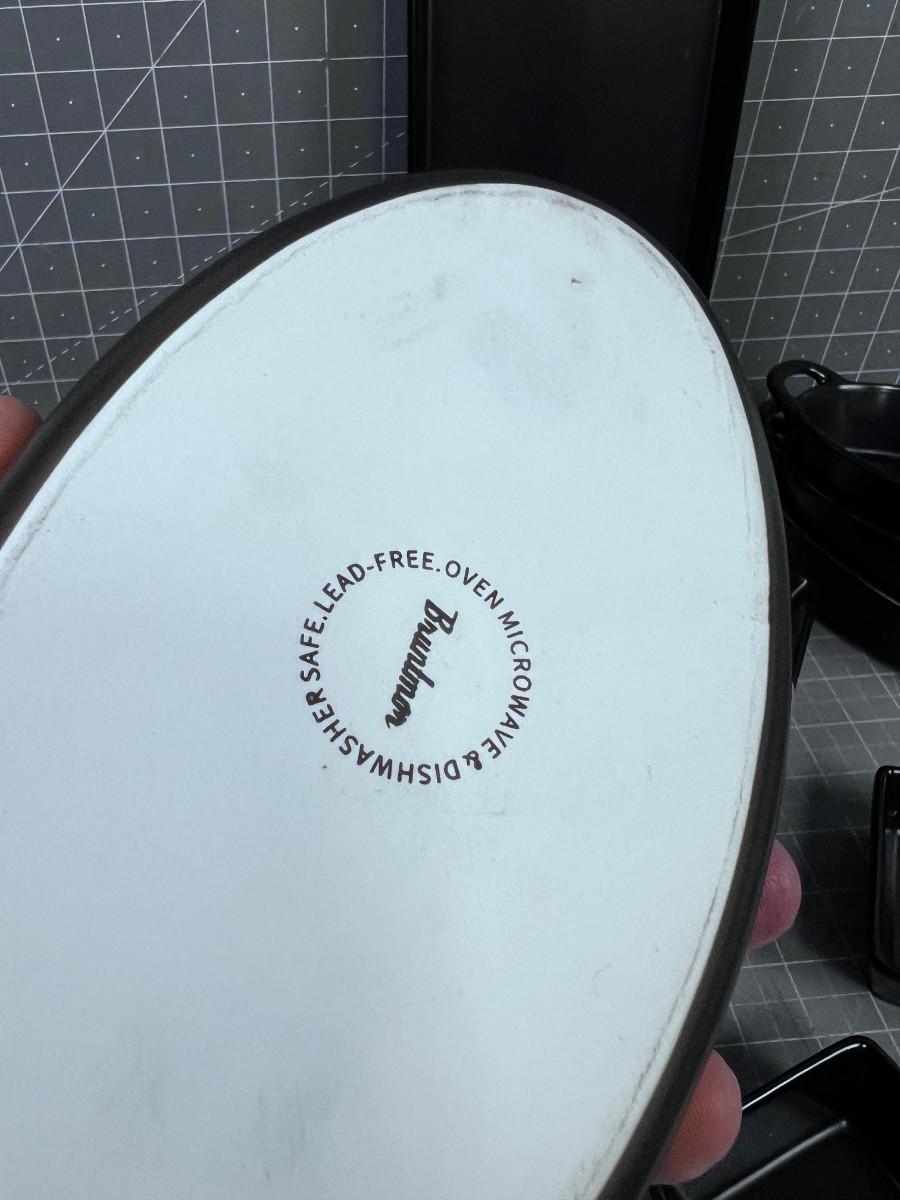 LEAD-FREE. OVEN MICROWAVE & DISHWASHER SAFE.
Bruntmor